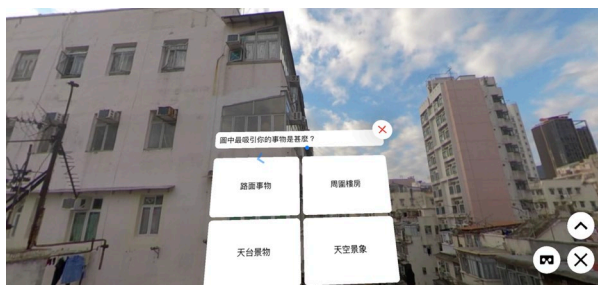 圖中最吸引你的事物是甚麼？
路面事物
周圍樓房
天台景物
天空景象